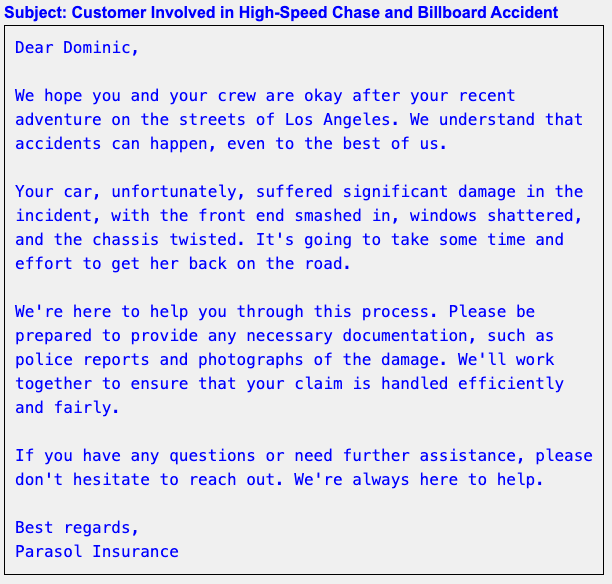 Subject: Customer Involved in High-Speed Chase and Billboard Accident
Dear Dominic,
We hope you and your crew are okay after your recent
adventure on the streets of Los Angeles. We understand that
accidents can happen, even to the best of us.
Your car, unfortunately, suffered significant damage in the
incident, with the front end smashed in, windows shattered,
and the chassis twisted. It's going to take some time and
effort to get her back on the road.
We're here to help you through this process. Please be
prepared to provide any necessary documentation, such as
police reports and photographs of the damage. We'll work
together to ensure that your claim is handled efficiently
and fairly.
If you have any questions or need further assistance, please
don't hesitate to reach out. We're always here to help.
Best regards,
Parasol Insurance